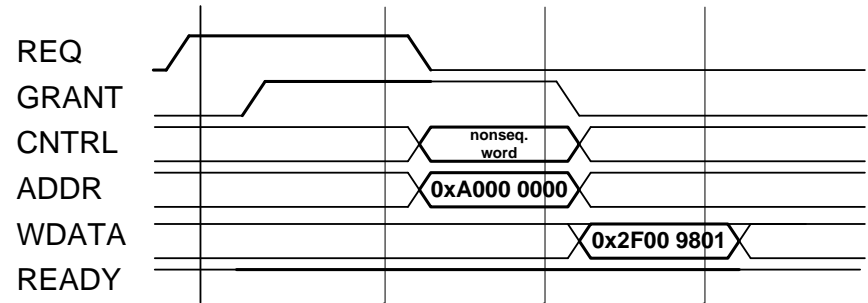 REQ
GRANT
CNTRL
nonseq.
word
ADDR
0xA000 0000
WDATA
0x2F00 9801
READY